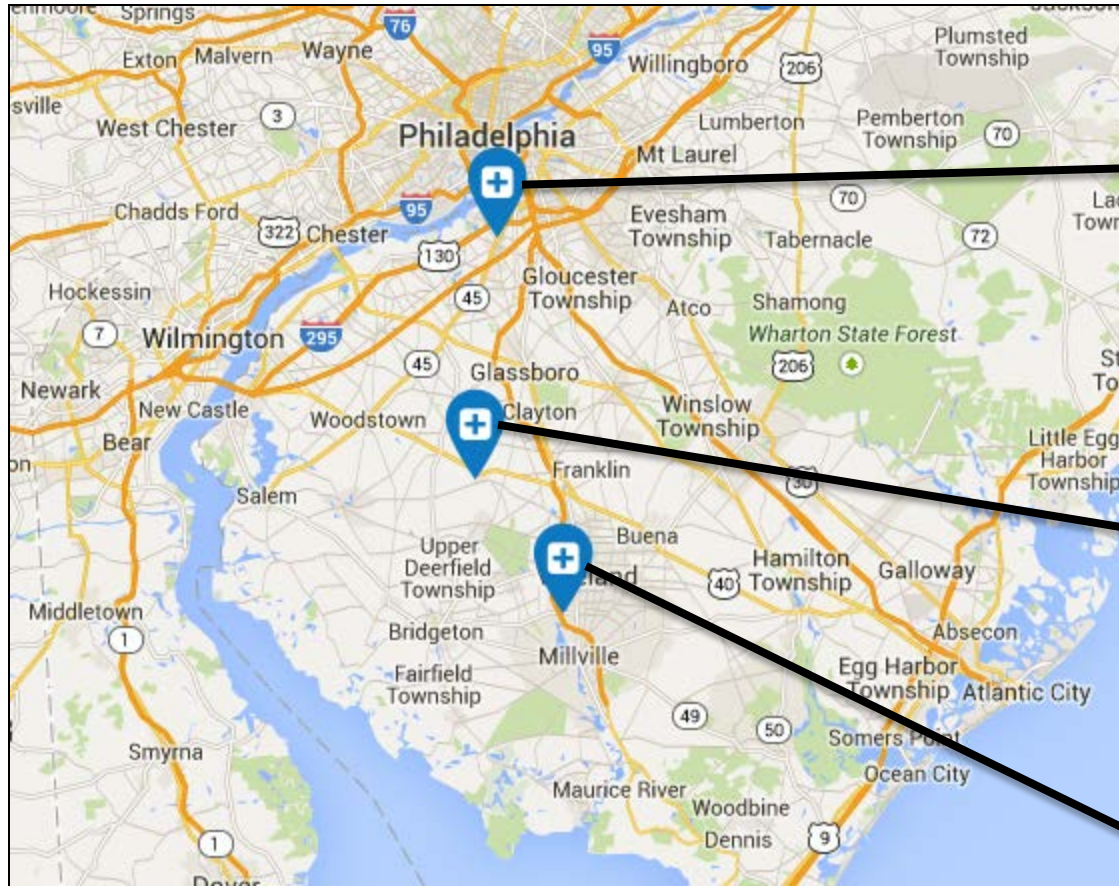 Springs
76
Exton
Malvern
Wayne
95
Willingboro
206
Plumsted
Township
sville
West Chester
3
Philadelphia
Lumberton
Pemberton
Township
70
Mt Laurel
Chadds Ford
95
322
Chester
130
Evesham
Township
70
Tabernacle
72
Hockessin
45
Gloucester
Township
Atco
Shamong
7
Wilmington
295
Wharton State Forest
206
45
Glassboro
Newark
New Castle
Woodstown
Clayton
Winslow
Township
Bear
Little Egg
Harbor
Township
Salem
Franklin
30
Upper
Deerfield
Township
Buena
eland
40
Hamilton
Township
Galloway
Middletown
1
Bridgeton
Millville
Absecon
Fairfield
Township
Egg Harbor
Township
Atlantic City
49
50
Smyrna
Somers Point
Ocean City
Maurice River
Woodbine
Dennis
9
1
Dover